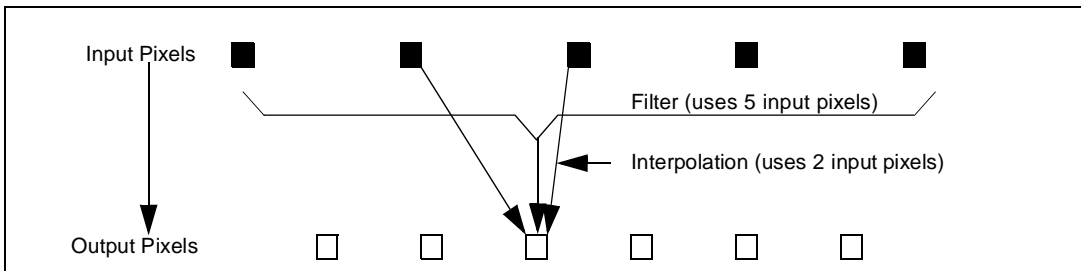 Input Pixels
Filter (uses 5 input pixels)
Interpolation (uses 2 input pixels)
Output Pixels